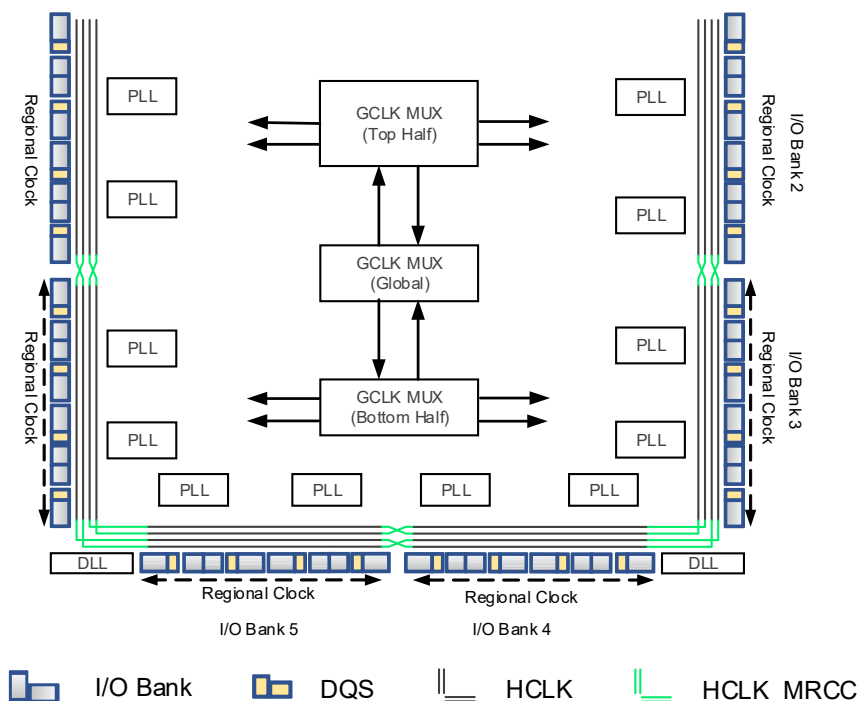 PLL
PLL
GCLK MUX
(Top Half)
Regional Clock
Regional Clock
I/O Bank 2
PLL
PLL
GCLK MUX
(Global)
PLL
PLL
Regional Clock
Regional Clock
I/O Bank 3
GCLK MUX
(Bottom Half)
PLL
PLL
PLL
PLL
PLL
PLL
DLL
DLL
Regional Clock
Regional Clock
I/O Bank 5
I/O Bank 4
I/O Bank
DQS
HCLK
HCLK MRCC